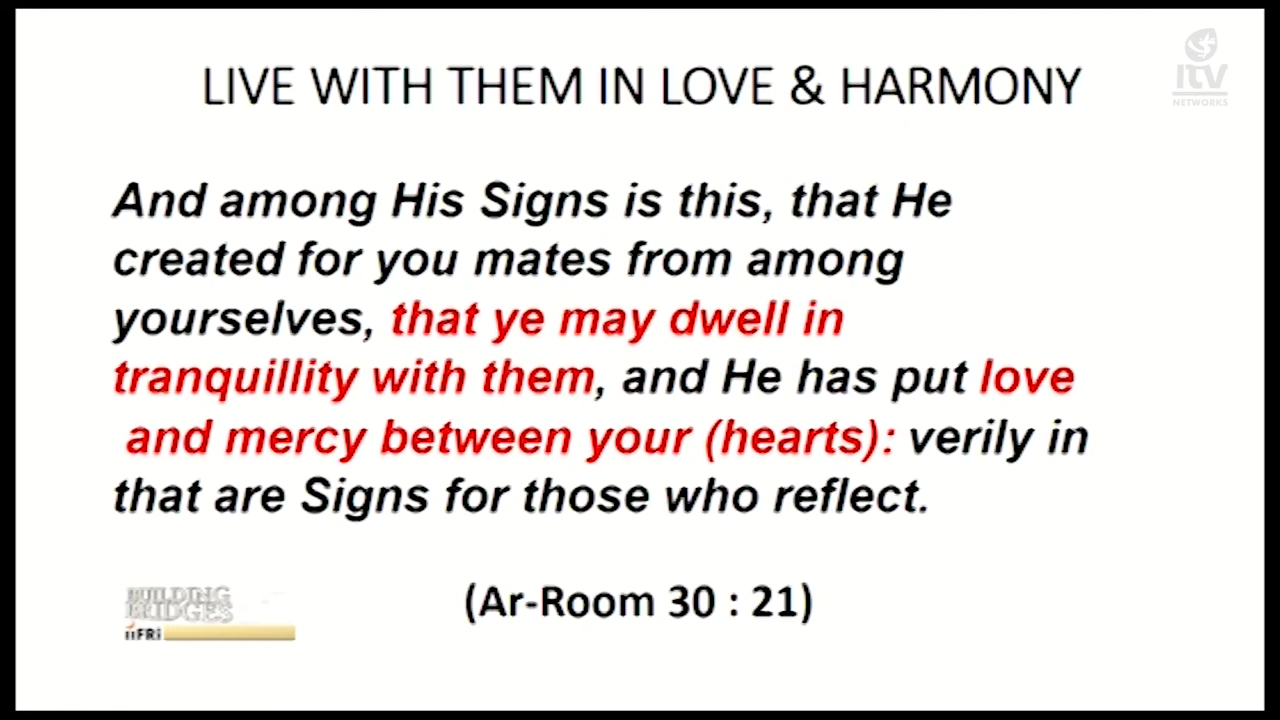 LIVE WITH THEM IN LOVE & HARMONY
ITV
NETWORKS
And among His Signs is this, that He
created for you mates from among
yourselves, that ye may dwell in
tranquillity with them, and He has put love
and mercy between your (hearts): verily in
that are Signs for those who reflect.
(Ar-Room 30 : 21)
BUILDING
BRIDGES
iiFRi